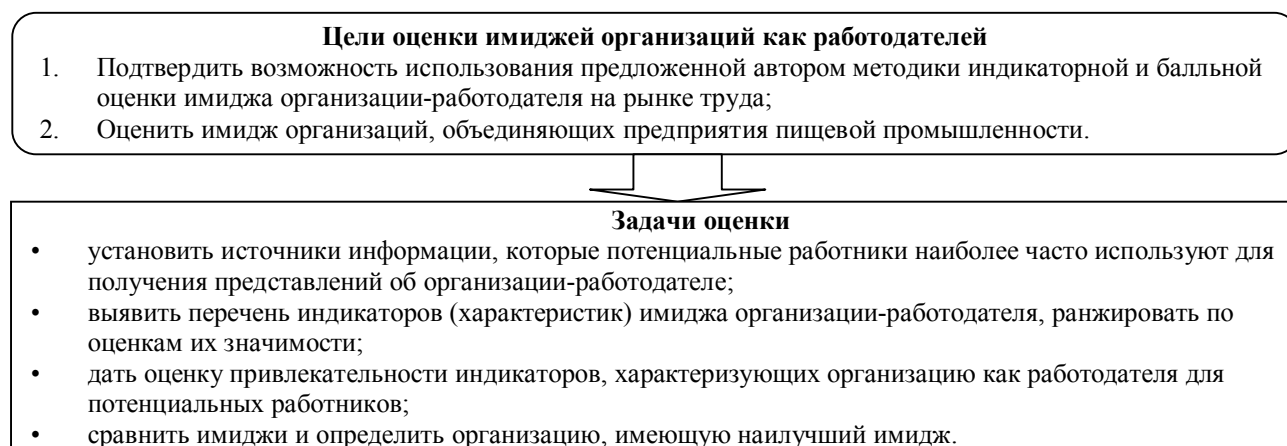 Цели оценки имиджей организаций как работодателей
1. Подтвердить возможность использования предложенной автором методики индикаторной и балльной
оценки имиджа организации-работодателя на рынке труда;
2. Оценить имидж организаций, объединяющих предприятия пищевой промышленности.
Задачи оценки
• установить источники информации, которые потенциальные работники наиболее часто используют для
получения представлений об организации-работодателе;
• выявить перечень индикаторов (характеристик) имиджа организации-работодателя, ранжировать по
оценкам их значимости;
• дать оценку привлекательности индикаторов, характеризующих организацию как работодателя для
потенциальных работников;
• сравнить имиджи и определить организацию, имеющую наилучший имидж.